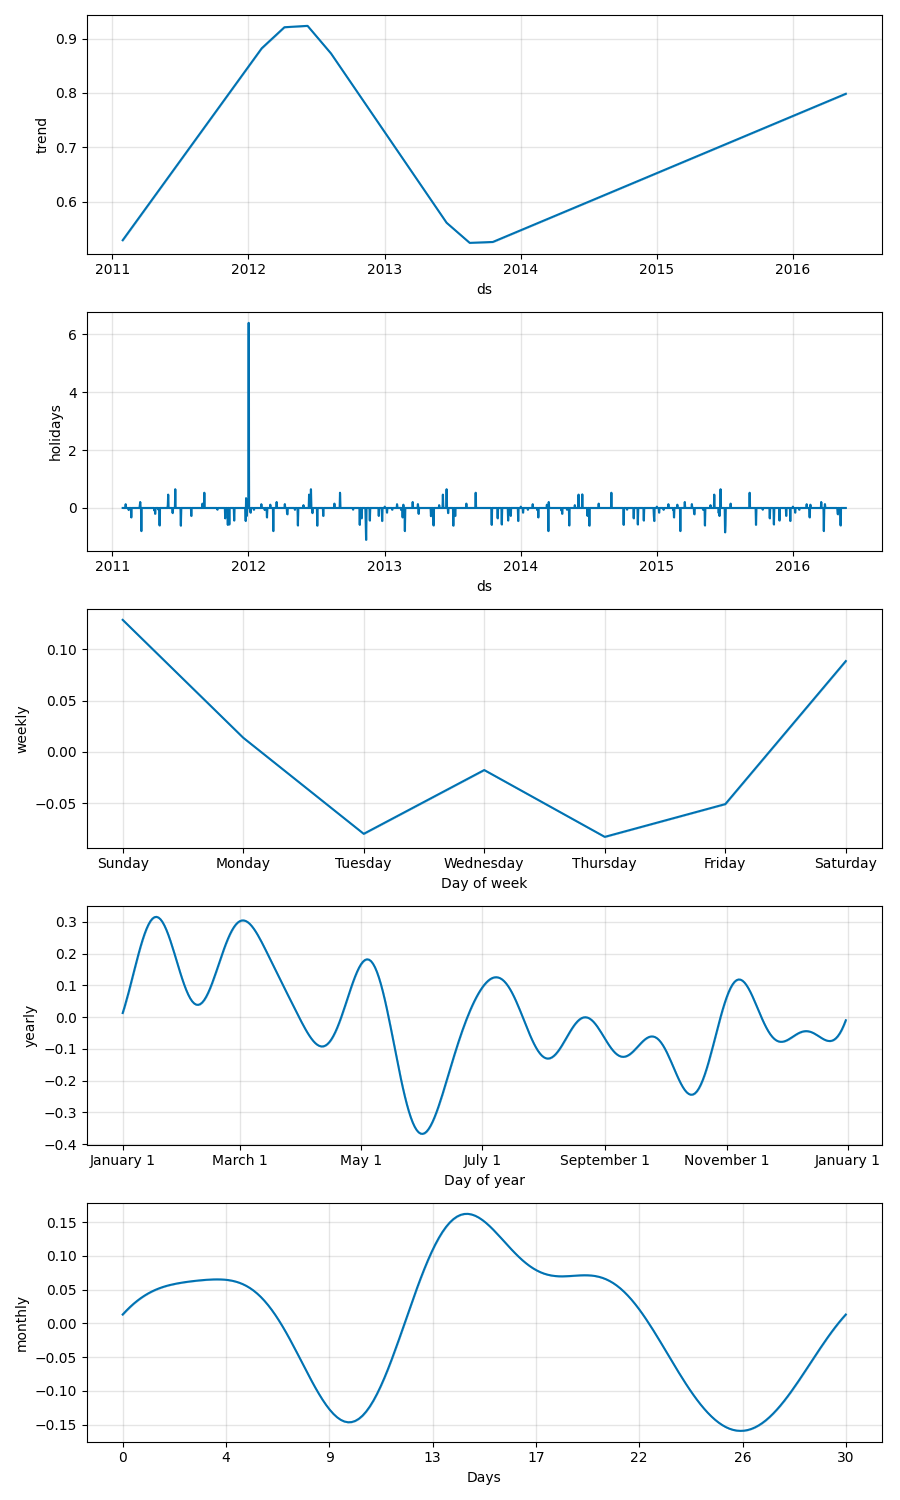 0.9
0.8
0.7
0.6
trend
2011 2012 2013 2014 2015 2016
ds
6
4
2
0
holidays
2011 2012 2013 2014 2015 2016
ds
0.10
0.05
0.00
−0.05
weekly
Sunday Monday Tuesday Wednesday Thursday Friday Saturday
Day of week
0.3
0.2
0.1
0.0
−0.1
−0.2
−0.3
−0.4
yearly
January 1 March 1 May 1 July 1 September 1 November 1 January 1
Day of year
0.15
0.10
0.05
0.00
−0.05
−0.10
−0.15
monthly
0 4 9 13 17 22 26 30
Days